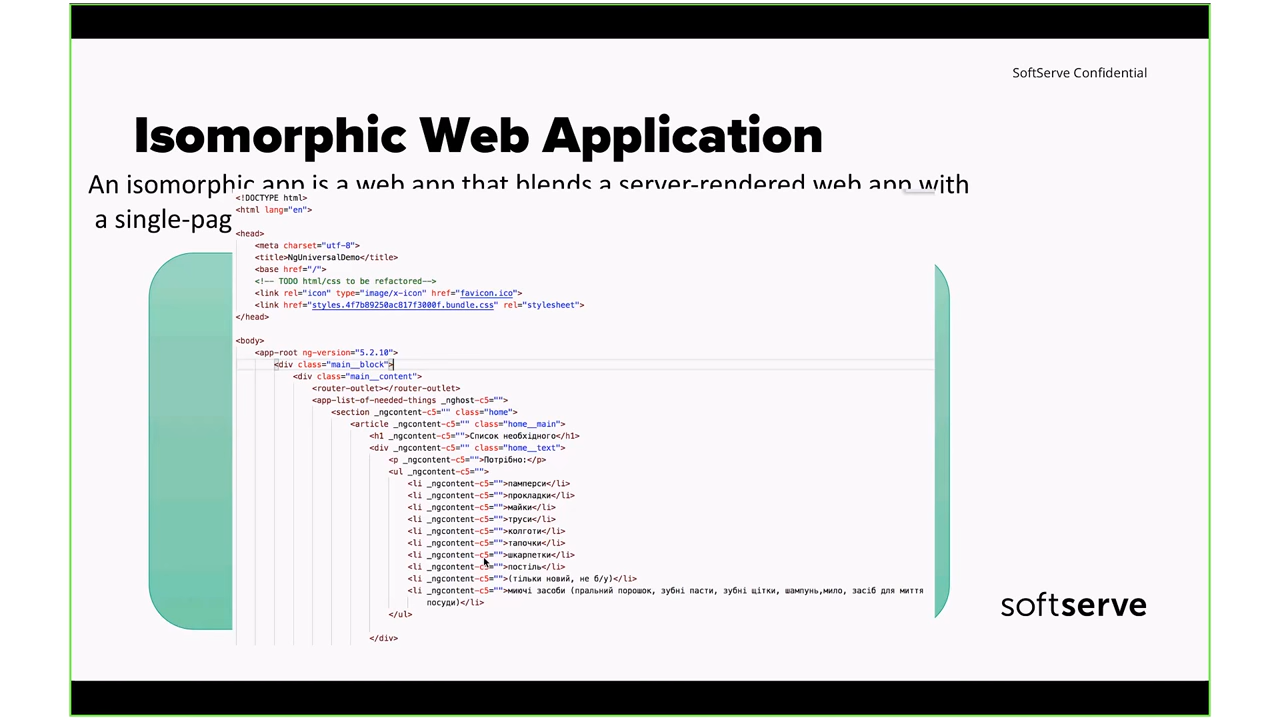 SoftServe Confidential
Isomorphic Web Application
An isomorphic app is a web app that blends a server-rendered web app with
a single-pag
<!DOCTYPE html>
<html lang="en">
<head>
<meta charset="utf-8">
<title>NgUniversalDemo</title>
<base href="/">
<!-- TODO html/css to be refactored-->
<link rel="icon" type="image/x-icon" href="favicon.ico">
<link href="styles.4f7b89250ac817f3000f.bundle.css" rel="stylesheet">
</head>
<body>
<app-root ng-version="5.2.10">
<div class="main__block">
<div class="main__content">
<router-outlet></router-outlet>
<app-list-of-needed-things _nghost-c5="">
<section _ngcontent-c5="" class="home">
<article _ngcontent-c5="" class="home__main">
<h1 _ngcontent-c5="">Список необхідного</h1>
<div _ngcontent-c5="" class="home__text">
<p _ngcontent-c5="">Потрібно:</p>
<ul _ngcontent-c5="">
<li _ngcontent-c5="">памперси</li>
<li _ngcontent-c5="">прокладки</li>
<li _ngcontent-c5="">майки</li>
<li _ngcontent-c5="">труси</li>
<li _ngcontent-c5="">колготи</li>
<li _ngcontent-c5="">тапочки</li>
<li _ngcontent-c5="">шкарпетки</li>
<li _ngcontent-c5="">постіль</li>
<li _ngcontent-c5="">(тільки новий, не б/у)</li>
<li _ngcontent-c5="">миючі засоби (пральний порошок, зубні пасти, зубні щітки, шампунь,мило, засіб для миття
посуди)</li>
</ul>
</div>
softserve